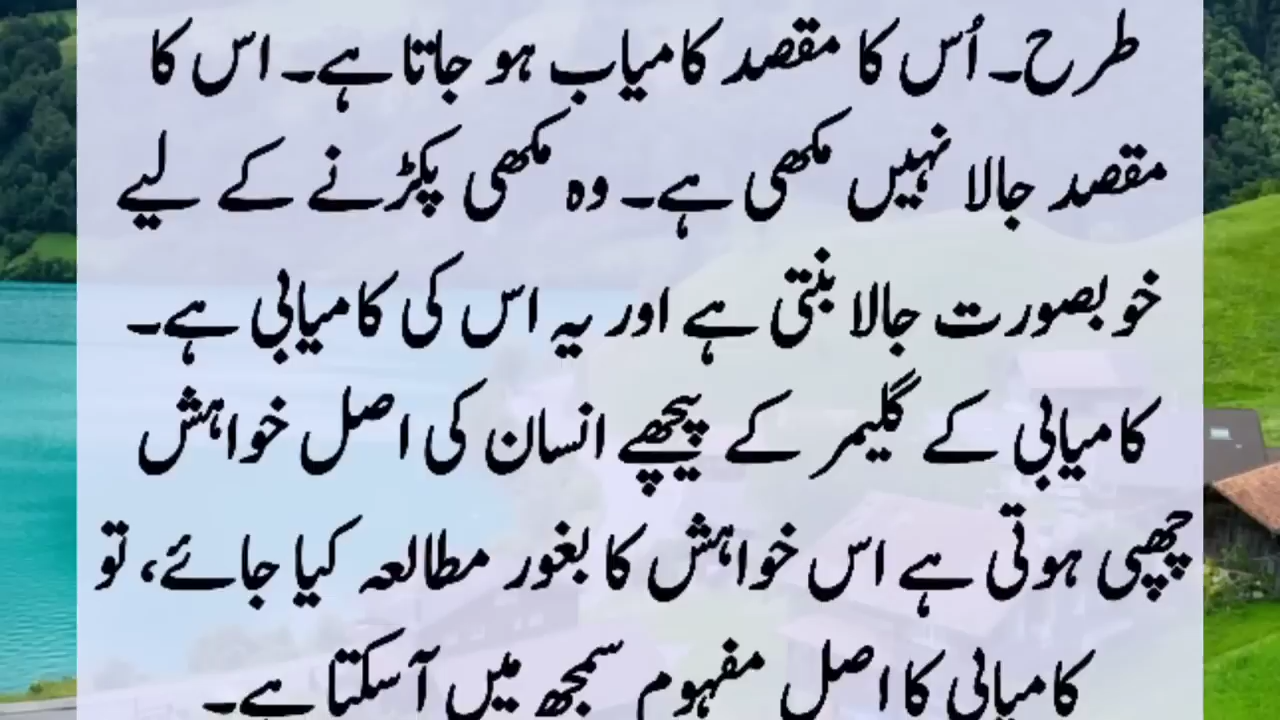 طرح۔ اُس کا مقصد کامیاب ہو جاتا ہے۔ اس کا
مقصد جالا نہیں مکھی ہے۔ وہ مکھی پکڑنے کے لیے
خوبصورت جالا بنتی ہے اور یہ اس کی کامیابی ہے۔
کامیابی کے گلیمر کے پیچھے انسان کی اصل خواہش
چھپی ہوتی ہے اس خواہش کا بغور مطالعہ کیا جائے، تو
کامیابی کا اصل مفہوم سمجھ میں آ سکتا ہے۔